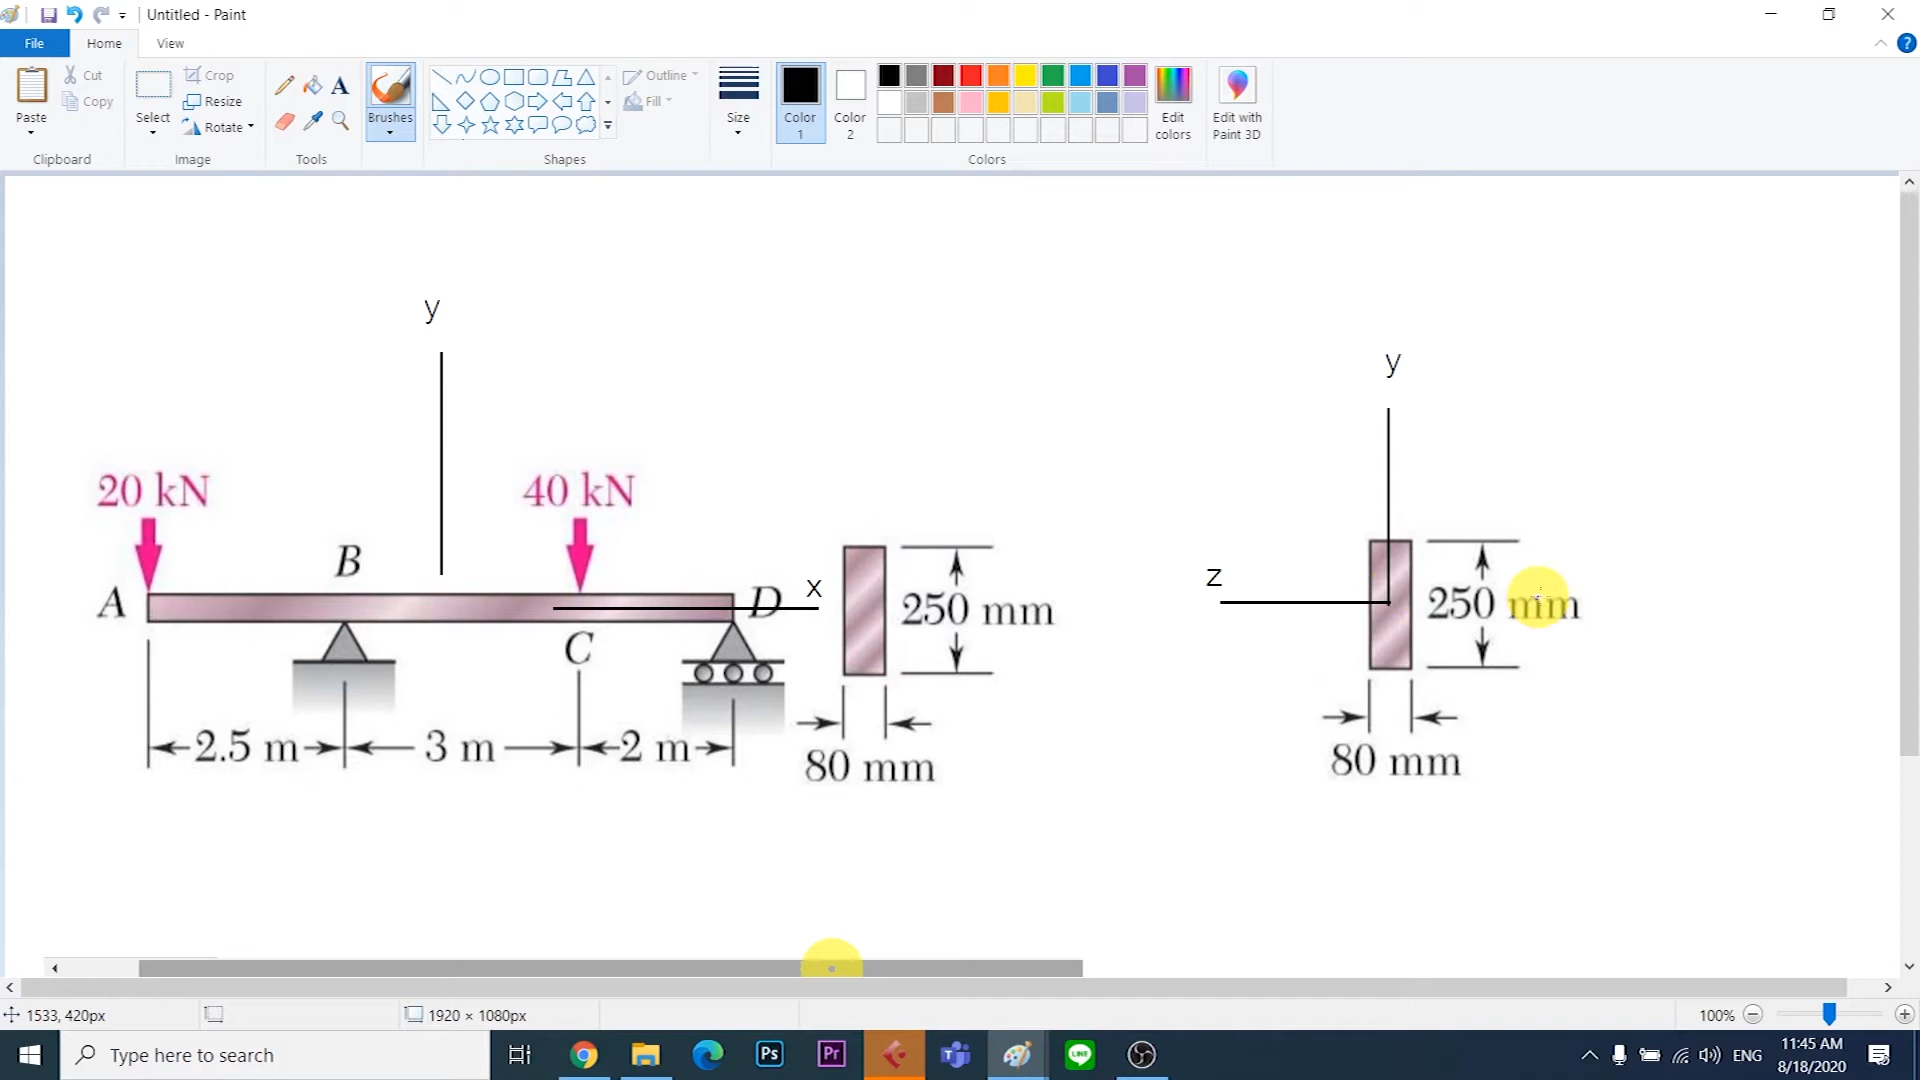 Untitled - Paint
File Home View
Paste
Cut
Copy
Clipboard
Select
Crop
Resize
Rotate
Image
A
Tools
Brushes
Outline
Fill
Shapes
Size
Color 1
Color 2
Edit colors
Edit with Paint 3D
Colors
y
y
20 kN
40 kN
A
B
C
D
x
250 mm
z
250 mm
2.5 m
3 m
2 m
80 mm
80 mm
1533, 420px
1920 × 1080px
100%
Type here to search
Ps
Pr
T
LINE
ENG
11:45 AM
8/18/2020